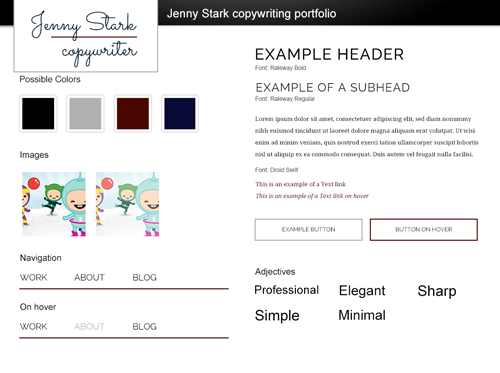 Jenny Stark copywriting portfolio
Jenny Stark
copywriter
Possible Colors
Images
Navigation
WORK ABOUT BLOG
On hover
WORK ABOUT BLOG
EXAMPLE HEADER
Font: Raleway Bold
EXAMPLE OF A SUBHEAD
Font: Raleway Regular
Lorem ipsum dolor sit amet, consectetuer adipiscing elit, sed diam nonummy
nibh euismod tincidunt ut laoreet dolore magna aliquam erat volutpat. Ut wisi
enim ad minim veniam, quis nostrud exerci tation ullamcorper suscipit lobortis
nisl ut aliquip ex ea commodo consequat. Duis autem vel feugait nulla facilisi.
Font: Droid Serif
This is an example of a Text link
This is an example of a Text link on hover
EXAMPLE BUTTON BUTTON ON HOVER
Adjectives
Professional Elegant Sharp
Simple Minimal